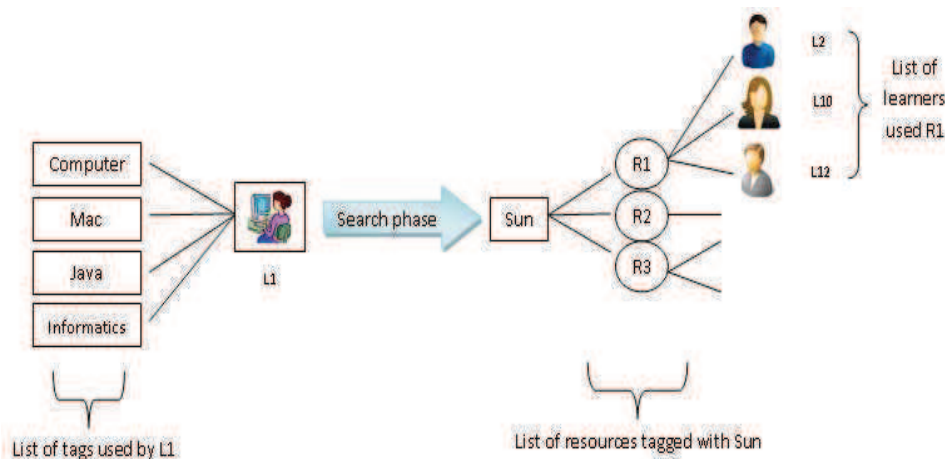 Computer
Mac
Java
Informatics
List of tags used by L1
L1
Search phase
Sun
R1
R2
R3
List of resources tagged with Sun
L2
L10
L12
List of
learners
used R1